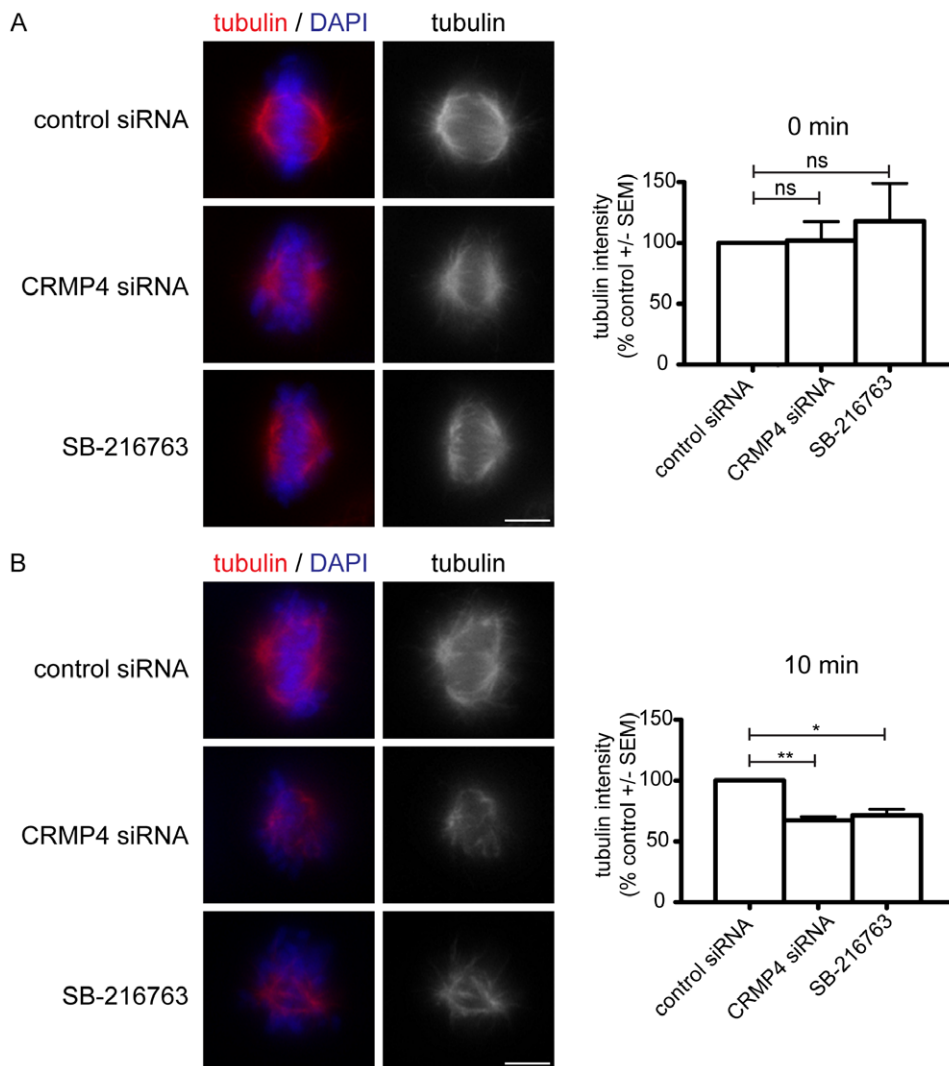 A
tubulin / DAPI
tubulin
control siRNA
CRMP4 siRNA
SB-216763
0 min
ns
ns
tubulin intensity
(% control +/- SEM)
150
100
50
0
control siRNA
CRMP4 siRNA
SB-216763
B
tubulin / DAPI
tubulin
control siRNA
CRMP4 siRNA
SB-216763
10 min
*
**
tubulin intensity
(% control +/- SEM)
150
100
50
0
control siRNA
CRMP4 siRNA
SB-216763